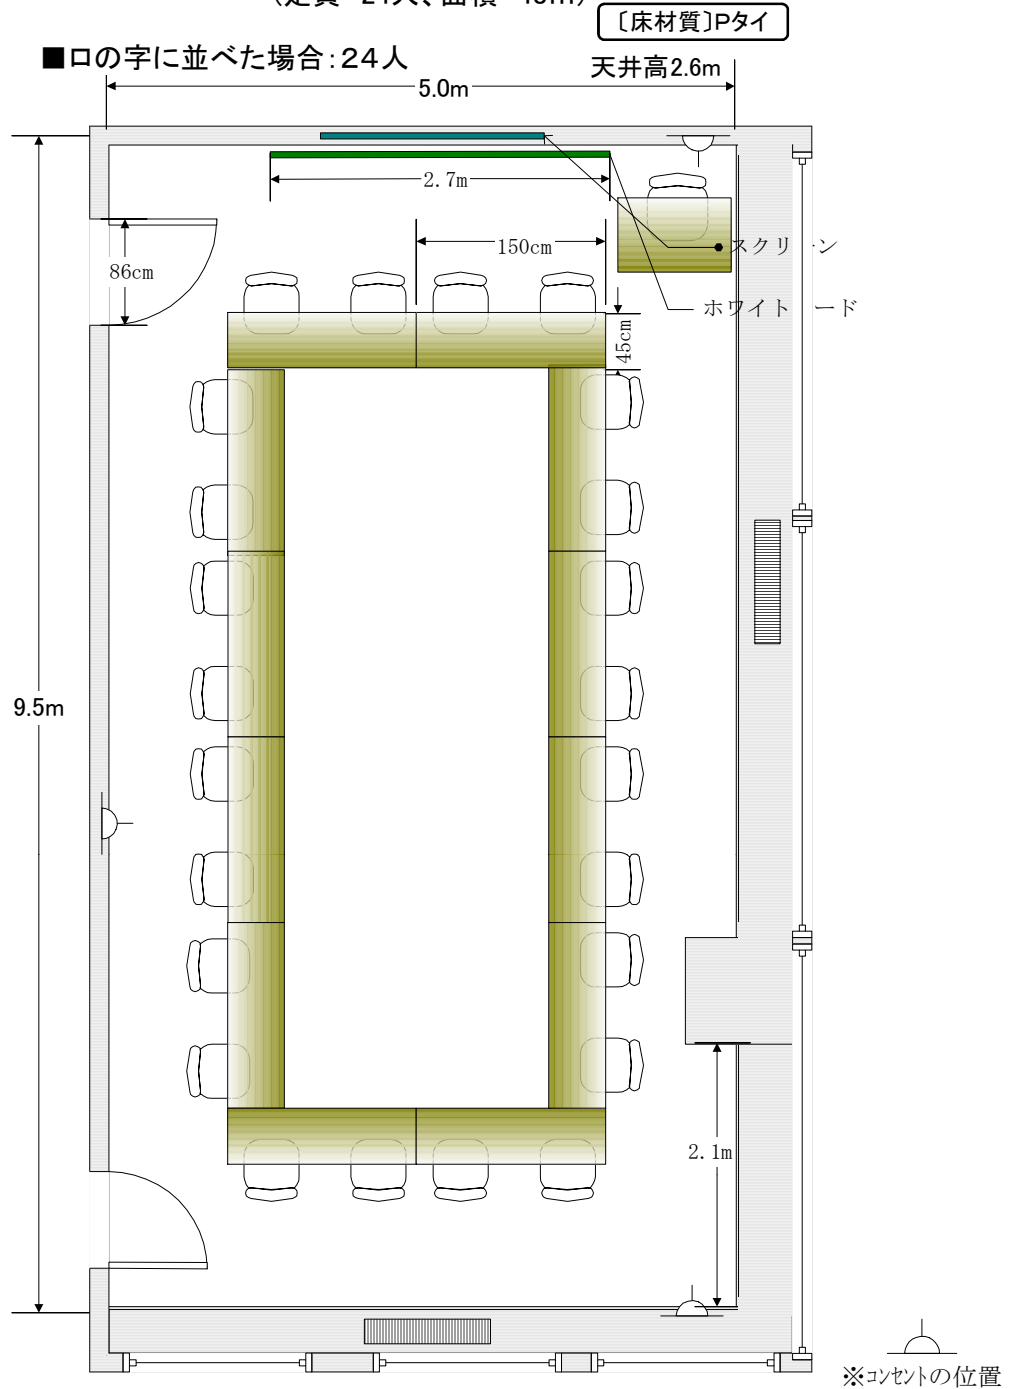 〔床材質〕Pタイ
■ロの字に並べた場合:24人
天井高2.6m
5.0m
2.7m
150cm
スクリ ン
86cm
ホワイト ード
45cm
9.5m
2.1m
※コンセントの位置